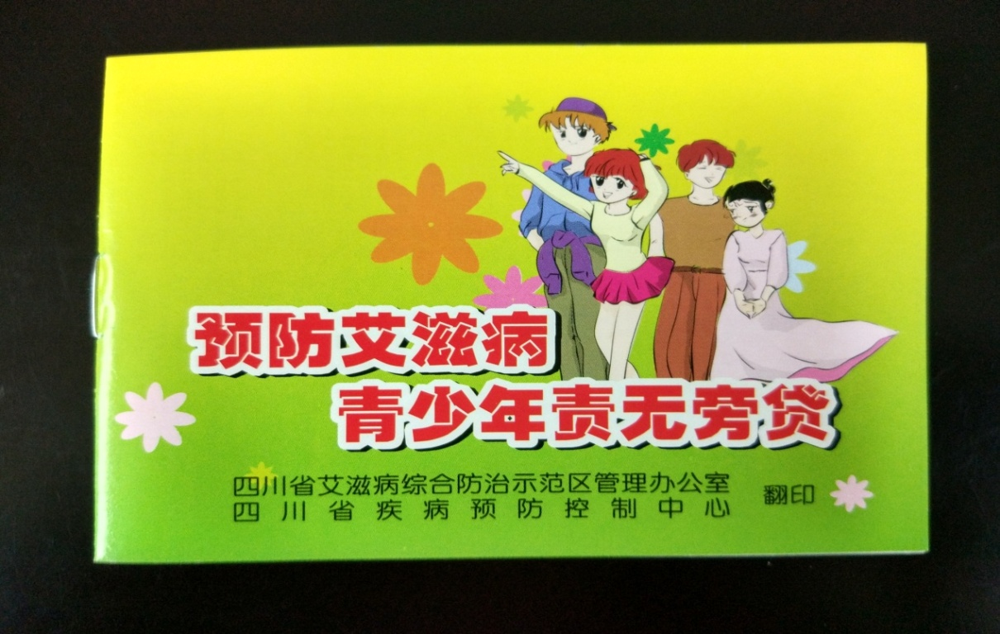 预防艾滋病
青少年责无旁贷
四川省艾滋病综合防治示范区管理办公室
四川省疾病预防控制中心
翻印